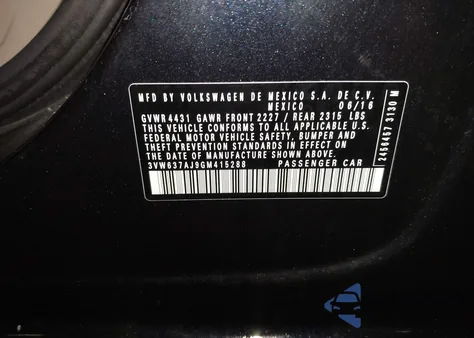 MFD BY VOLKSWAGEN DE MEXICO S.A. DE C.V.
MEXICO 06/16
GVWR 4431 GAWR FRONT 2227 / REAR 2315 LBS
THIS VEHICLE CONFORMS TO ALL APPLICABLE U.S.
FEDERAL MOTOR VEHICLE SAFETY, BUMPER AND
THEFT PREVENTION STANDARDS IN EFFECT ON
THE DATE OF MANUFACTURE SHOWN ABOVE.
3VW637AJ9GM415288 PASSENGER CAR
2456457 3130 M